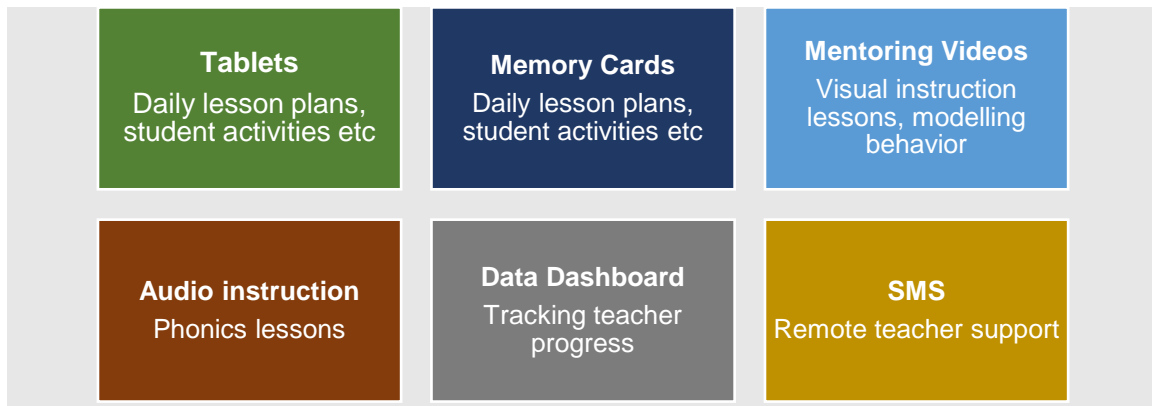 Tablets
Daily lesson plans,
student activities etc
Memory Cards
Daily lesson plans,
student activities etc
Mentoring Videos
Visual instruction
lessons, modelling
behavior
Audio instruction
Phonics lessons
Data Dashboard
Tracking teacher
progress
SMS
Remote teacher support